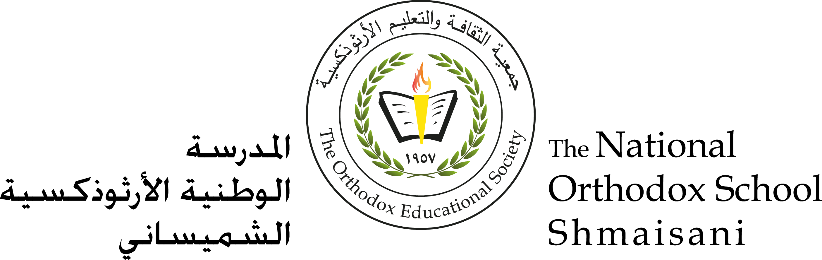 جمعية الثقافة والتعليم الأرثوذكسية
١٩٥٧
The Orthodox Educational Society
المدرسة
الوطنية الأرثوذكسية
الشميساني
The National
Orthodox School
Shmaisani